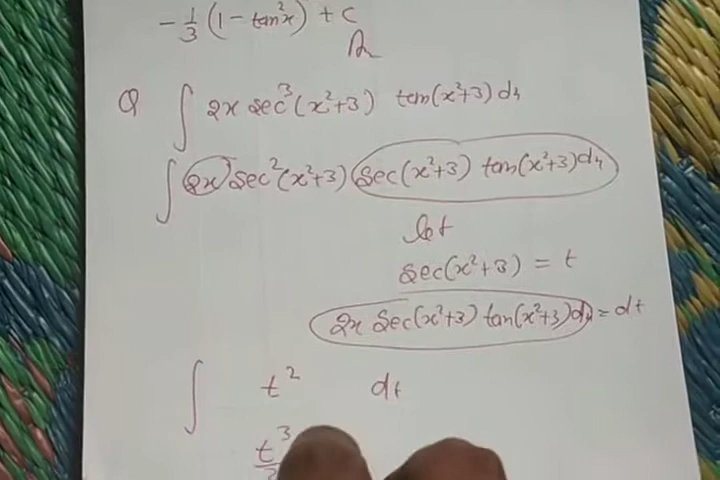 -1/3 (1 - tan²x) + c
Q ∫ 2x sec³(x²+3) tan(x²+3) dx
∫ 2x sec²(x²+3) sec(x²+3) tan(x²+3) dx
let
sec(x²+3) = t
2x sec(x²+3) tan(x²+3) dx = dt
∫ t² dt
t³